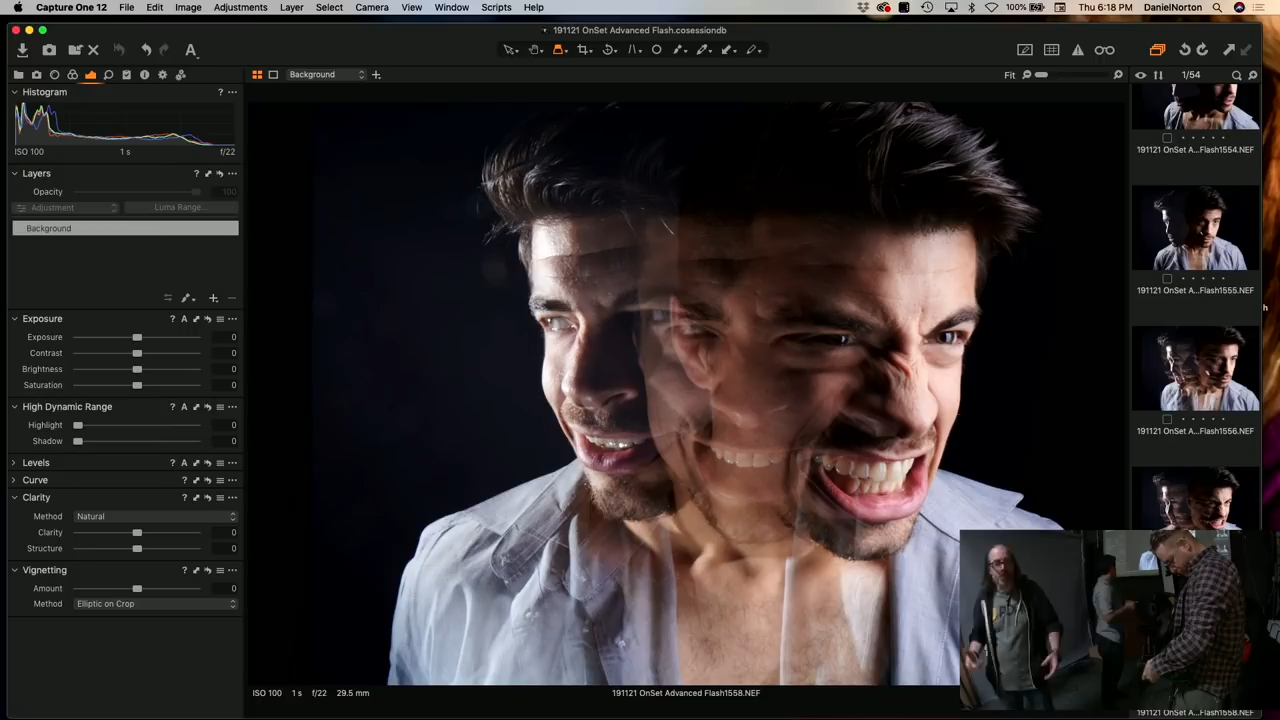 Capture One 12 File Edit Image Adjustments Layers Select Camera View Window Scripts Help 100% Thu 6:18 PM DanielNorton
191121 OnSet Advanced Flash.cosessiondb
A
Background Fit 1/54
Histogram ? ...
ISO 100 1 s f/22
Layers ? ...
Opacity 100
Adjustment Luma Range...
Background
Exposure ? A ...
Exposure 0
Contrast 0
Brightness 0
Saturation 0
High Dynamic Range ? A ...
Highlight 0
Shadow 0
Levels ? A ...
Curve ? ...
Clarity ? ...
Method Natural
Clarity 0
Structure 0
Vignetting ? ...
Amount 0
Method Elliptic on Crop
ISO 100 1 s f/22 29.5 mm 191121 OnSet Advanced Flash1558.NEF
191121 OnSet A...Flash1554.NEF
191121 OnSet A...Flash1555.NEF
191121 OnSet A...Flash1556.NEF
191121 OnSet A...Flash1558.NEF